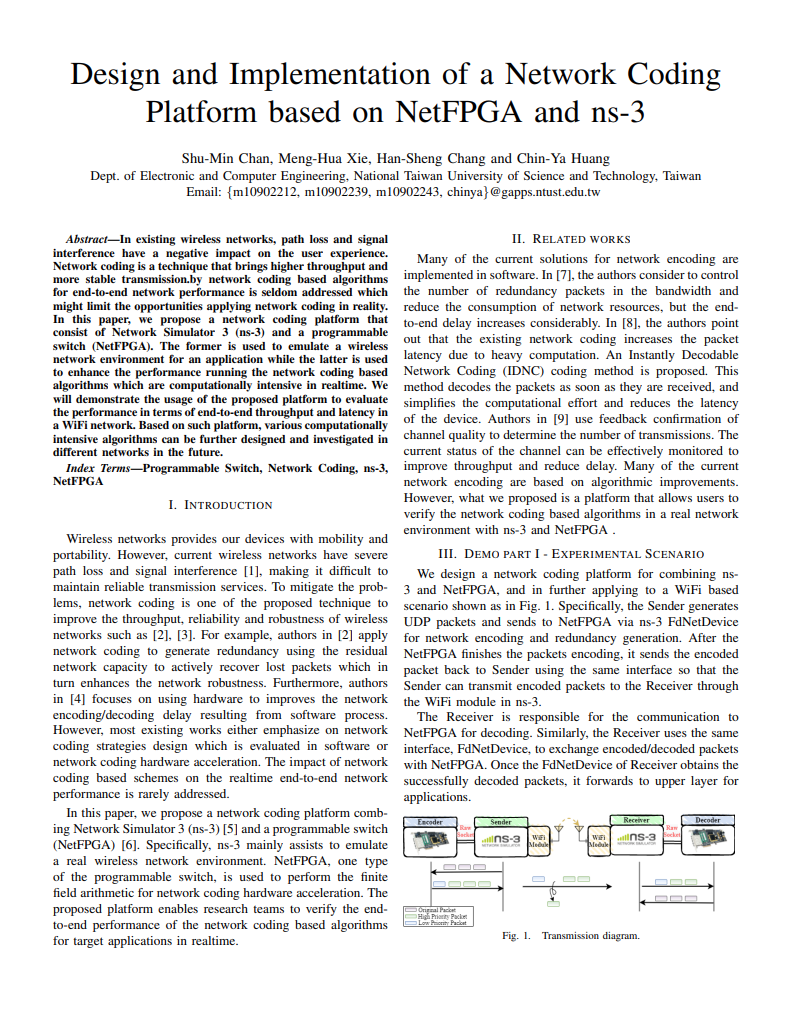 Design and Implementation of a Network Coding
Platform based on NetFPGA and ns-3
Shu-Min Chan, Meng-Hua Xie, Han-Sheng Chang and Chin-Ya Huang
Dept. of Electronic and Computer Engineering, National Taiwan University of Science and Technology, Taiwan
Email: {m10902212, m10902239, m10902243, chinya}@gapps.ntust.edu.tw
Abstract—In existing wireless networks, path loss and signal
interference have a negative impact on the user experience.
Network coding is a technique that brings higher throughput and
more stable transmission.by network coding based algorithms
for end-to-end network performance is seldom addressed which
might limit the opportunities applying network coding in reality.
In this paper, we propose a network coding platform that
consist of Network Simulator 3 (ns-3) and a programmable
switch (NetFPGA). The former is used to emulate a wireless
network environment for an application while the latter is used
to enhance the performance running the network coding based
algorithms which are computationally intensive in realtime. We
will demonstrate the usage of the proposed platform to evaluate
the performance in terms of end-to-end throughput and latency in
a WiFi network. Based on such platform, various computationally
intensive algorithms can be further designed and investigated in
different networks in the future.
Index Terms—Programmable Switch, Network Coding, ns-3,
NetFPGA
I. INTRODUCTION
Wireless networks provides our devices with mobility and
portability. However, current wireless networks have severe
path loss and signal interference [1], making it difficult to
maintain reliable transmission services. To mitigate the prob-
lems, network coding is one of the proposed technique to
improve the throughput, reliability and robustness of wireless
networks such as [2], [3]. For example, authors in [2] apply
network coding to generate redundancy using the residual
network capacity to actively recover lost packets which in
turn enhances the network robustness. Furthermore, authors
in [4] focuses on using hardware to improves the network
encoding/decoding delay resulting from software process.
However, most existing works either emphasize on network
coding strategies design which is evaluated in software or
network coding hardware acceleration. The impact of network
coding based schemes on the realtime end-to-end network
performance is rarely addressed.
In this paper, we propose a network coding platform comb-
ing Network Simulator 3 (ns-3) [5] and a programmable switch
(NetFPGA) [6]. Specifically, ns-3 mainly assists to emulate
a real wireless network environment. NetFPGA, one type
of the programmable switch, is used to perform the finite
field arithmetic for network coding hardware acceleration. The
proposed platform enables research teams to verify the end-
to-end performance of the network coding based algorithms
for target applications in realtime.
II. RELATED WORKS
Many of the current solutions for network encoding are
implemented in software. In [7], the authors consider to control
the number of redundancy packets in the bandwidth and
reduce the consumption of network resources, but the end-
to-end delay increases considerably. In [8], the authors point
out that the existing network coding increases the packet
latency due to heavy computation. An Instantly Decodable
Network Coding (IDNC) coding method is proposed. This
method decodes the packets as soon as they are received, and
simplifies the computational effort and reduces the latency
of the device. Authors in [9] use feedback confirmation of
channel quality to determine the number of transmissions. The
current status of the channel can be effectively monitored to
improve throughput and reduce delay. Many of the current
network encoding are based on algorithmic improvements.
However, what we proposed is a platform that allows users to
verify the network coding based algorithms in a real network
environment with ns-3 and NetFPGA .
III. DEMO PART I - EXPERIMENTAL SCENARIO
We design a network coding platform for combining ns-
3 and NetFPGA, and in further applying to a WiFi based
scenario shown as in Fig. 1. Specifically, the Sender generates
UDP packets and sends to NetFPGA via ns-3 FdNetDevice
for network encoding and redundancy generation. After the
NetFPGA finishes the packets encoding, it sends the encoded
packet back to Sender using the same interface so that the
Sender can transmit encoded packets to the Receiver through
the WiFi module in ns-3.
The Receiver is responsible for the communication to
NetFPGA for decoding. Similarly, the Receiver uses the same
interface, FdNetDevice, to exchange encoded/decoded packets
with NetFPGA. Once the FdNetDevice of Receiver obtains the
successfully decoded packets, it forwards to upper layer for
applications.
Encoder
Raw
Socket
Sender
NS-3
NETWORK SIMULATOR
WiFi
Module
WiFi
Module
Receiver
NS-3
NETWORK SIMULATOR
Raw
Socket
Decoder
Original Packet
High Priority Packet
Low Priority Packet
Fig. 1. Transmission diagram.